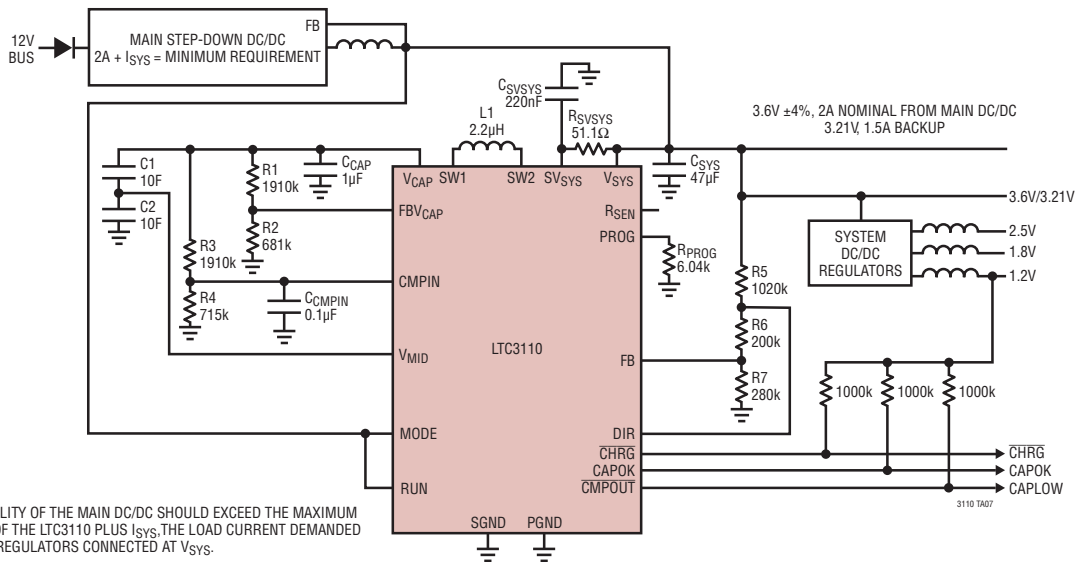 12V
BUS
MAIN STEP-DOWN DC/DC
2A + ISYS = MINIMUM REQUIREMENT
FB
CSVSYS
220nF
RSVSYS
51.1Ω
L1
2.2µH
3.6V ±4%, 2A NOMINAL FROM MAIN DC/DC
3.21V, 1.5A BACKUP
C1
10F
C2
10F
R1
1910k
CCAP
1µF
R2
681k
R3
1910k
R4
715k
CCMPIN
0.1µF
VCAP
SW1
SW2
SVSYS
VSYS
FBVCAP
CMPIN
VMID
MODE
RUN
LTC3110
SGND
PGND
RSEN
PROG
FB
DIR
CHRG
CAPOK
CMPOUT
CSYS
47µF
RPROG
6.04k
R5
1020k
R6
200k
R7
280k
SYSTEM
DC/DC
REGULATORS
3.6V/3.21V
2.5V
1.8V
1.2V
1000k
1000k
1000k
CHRG
CAPOK
CAPLOW
3110 TA07
LITY OF THE MAIN DC/DC SHOULD EXCEED THE MAXIMUM
OF THE LTC3110 PLUS ISYS,THE LOAD CURRENT DEMANDED
REGULATORS CONNECTED AT VSYS.